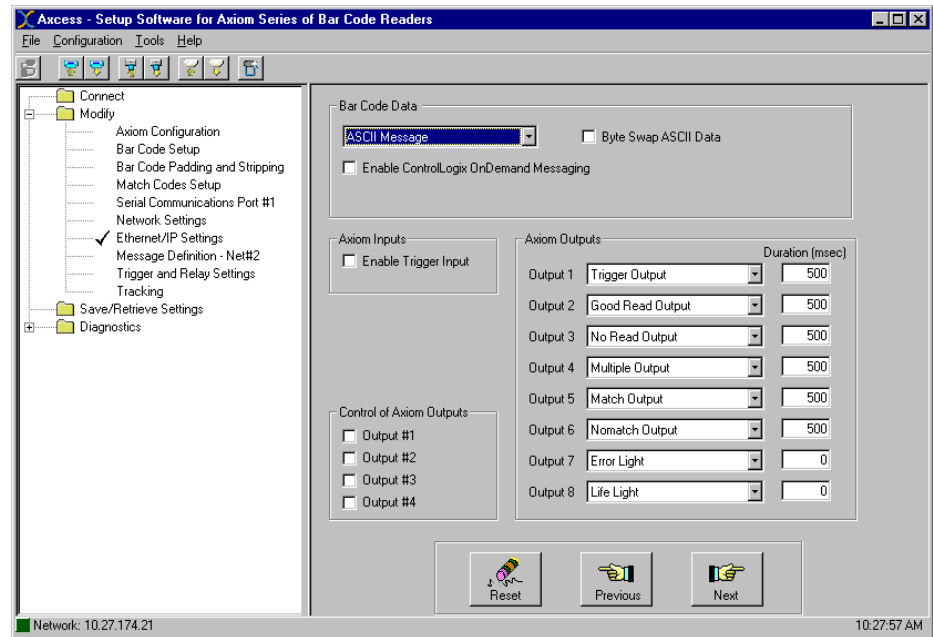 Axcess - Setup Software for Axiom Series of Bar Code Readers
File Configuration Tools Help
Connect
Modify
Axiom Configuration
Bar Code Setup
Bar Code Padding and Stripping
Match Codes Setup
Serial Communications Port #1
Network Settings
Ethernet/IP Settings
Message Definition - Net#2
Trigger and Relay Settings
Tracking
Save/Retrieve Settings
Diagnostics
Bar Code Data
ASCII Message
Byte Swap ASCII Data
Enable ControlLogix OnDemand Messaging
Axiom Inputs
Enable Trigger Input
Control of Axiom Outputs
Output #1
Output #2
Output #3
Output #4
Axiom Outputs
Duration (msec)
Output 1 Trigger Output 500
Output 2 Good Read Output 500
Output 3 No Read Output 500
Output 4 Multiple Output 500
Output 5 Match Output 500
Output 6 Nomatch Output 500
Output 7 Error Light 0
Output 8 Life Light 0
Reset Previous Next
Network: 10.27.174.21 10:27:57 AM